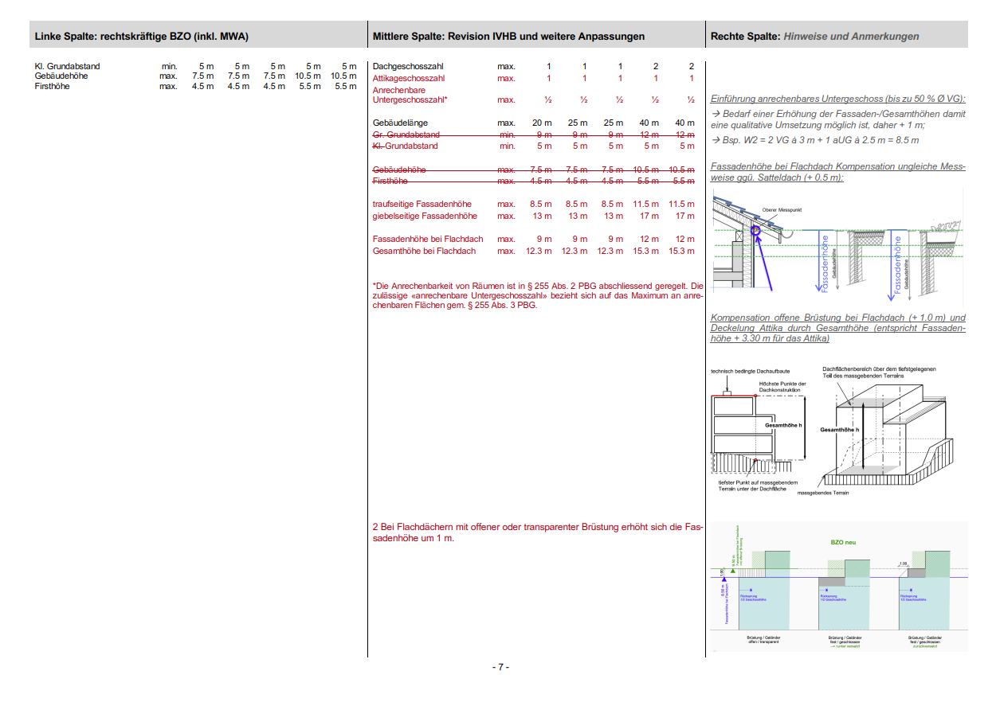 Linke Spalte: rechtskräftige BZO (inkl. MWA)
Mittlere Spalte: Revision IVHB und weitere Anpassungen
Rechte Spalte: Hinweise und Anmerkungen
Kl. Grundabstand min. 5 m 5 m 5 m 5 m 5 m
Gebäudehöhe max. 7.5 m 7.5 m 7.5 m 10.5 m 10.5 m
Firsthöhe max. 4.5 m 4.5 m 4.5 m 5.5 m 5.5 m
Dachgeschosszahl max. 1 1 1 2 2
Attikageschosszahl max. 1 1 1 1 1
Anrechenbare
Untergeschosszahl* max. ½ ½ ½ ½ ½
Gebäudelänge max. 20 m 25 m 25 m 40 m 40 m
Gr. Grundabstand min. 9 m 9 m 9 m 12 m 12 m
Kl. Grundabstand min. 5 m 5 m 5 m 5 m 5 m
Gebäudehöhe max. 7.5 m 7.5 m 7.5 m 10.5 m 10.5 m
Firsthöhe max. 4.5 m 4.5 m 4.5 m 5.5 m 5.5 m
traufseitige Fassadenhöhe max. 8.5 m 8.5 m 8.5 m 11.5 m 11.5 m
giebelseitige Fassadenhöhe max. 13 m 13 m 13 m 17 m 17 m
Fassadenhöhe bei Flachdach max. 9 m 9 m 9 m 12 m 12 m
Gesamthöhe bei Flachdach max. 12.3 m 12.3 m 12.3 m 15.3 m 15.3 m
*Die Anrechenbarkeit von Räumen ist in § 255 Abs. 2 PBG abschliessend geregelt. Die
zulässige «anrechenbare Untergeschosszahl» bezieht sich auf das Maximum an anre-
chenbaren Flächen gem. § 255 Abs. 3 PBG.
2 Bei Flachdächern mit offener oder transparenter Brüstung erhöht sich die Fas-
sadenhöhe um 1 m.
Einführung anrechenbares Untergeschoss (bis zu 50 % Ø VG):
→ Bedarf einer Erhöhung der Fassaden-/Gesamthöhen damit
eine qualitative Umsetzung möglich ist, daher + 1 m;
→ Bsp. W2 = 2 VG à 3 m + 1 aUG à 2.5 m = 8.5 m
Fassadenhöhe bei Flachdach Kompensation ungleiche Mess-
weise ggü. Satteldach (+ 0.5 m):
Oberer Messpunkt
Fassadenhöhe
Gebäudehöhe
Fassadenhöhe
Gebäudehöhe
Kompensation offene Brüstung bei Flachdach (+ 1.0 m) und
Deckelung Attika durch Gesamthöhe (entspricht Fassaden-
höhe + 3.30 m für das Attika)
technisch bedingte Dachaufbaute
Höchste Punkte der
Dachkonstruktion
Gesamthöhe h
tiefster Punkt auf massgebendem
Terrain unter der Dachfläche
Dachflächenbereich über dem tiefstgelegenen
Teil des massgebenden Terrains
Gesamthöhe h
massgebendes Terrain
BZO neu
Fassadenhöhe bei Flachdach
mit offener Brüstung
1.00
Fassadenhöhe bei Flachdach
1.00
Rücksprung
1/2 Geschosshöhe
Rücksprung
1/2 Geschosshöhe
Rücksprung
1/2 Geschosshöhe
Brüstung / Geländer
offen / transparent
Brüstung / Geländer
fest / geschlossen
--> runter versetzt
Brüstung / Geländer
fest / geschlossen
zurückversetzt
- 7 -